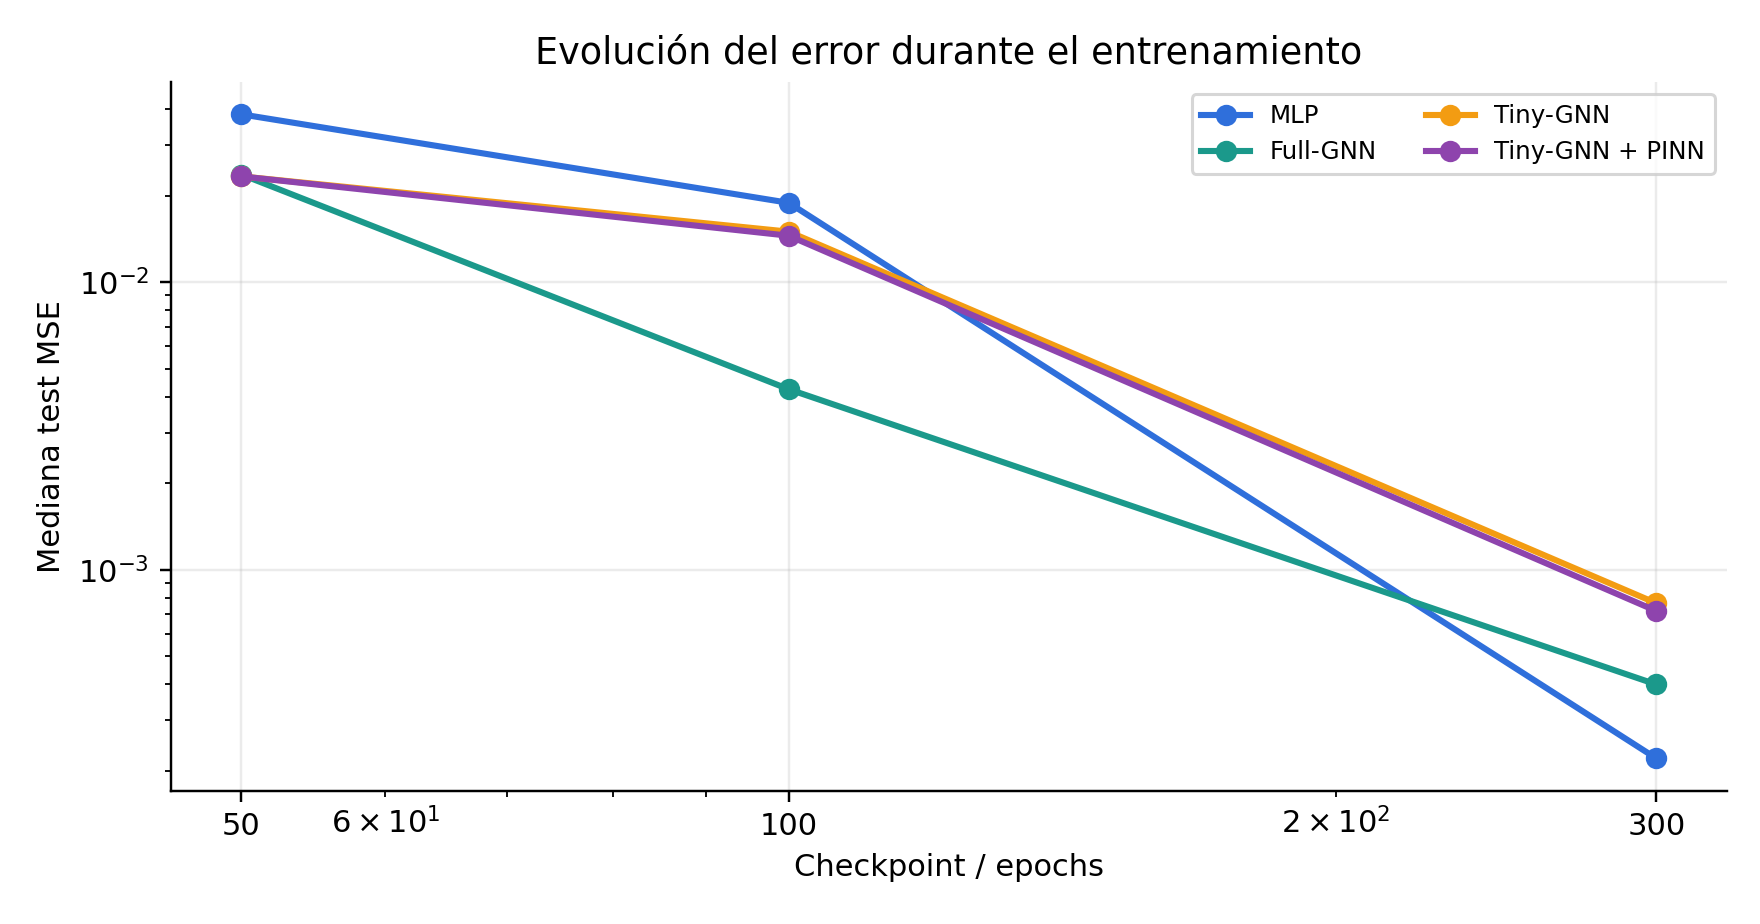 Evolución del error durante el entrenamiento
MLP
Full-GNN
Tiny-GNN
Tiny-GNN + PINN
Mediana test MSE
10⁻²
10⁻³
50
6 × 10¹
100
2 × 10²
300
Checkpoint / epochs